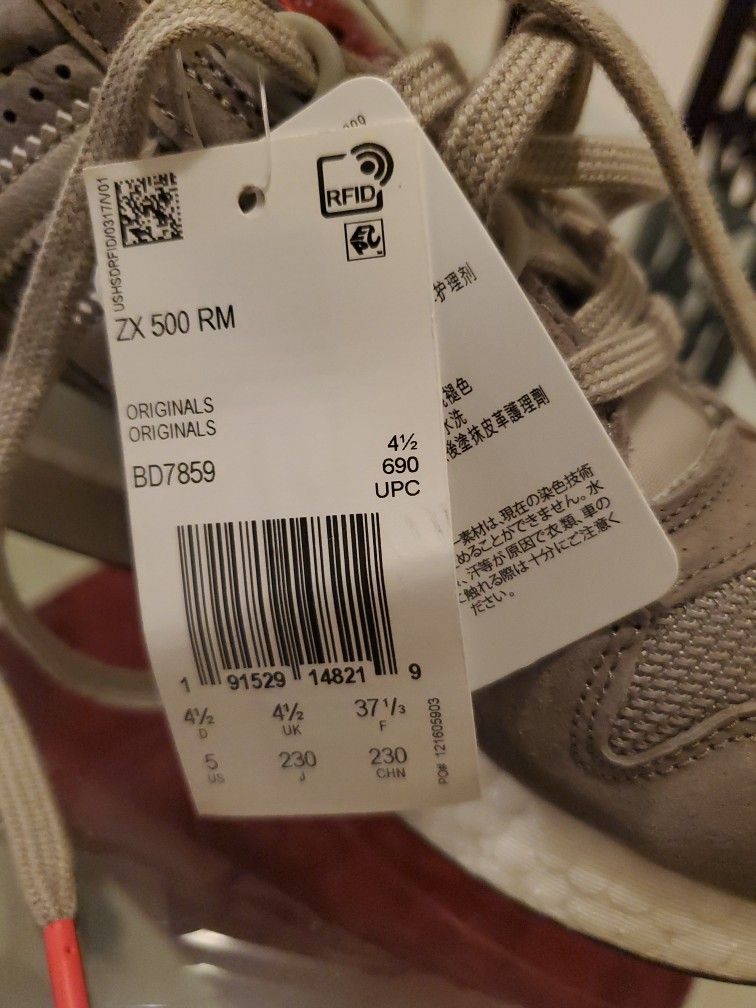 USHSDRFID/0317/V01
RFID
ZX 500 RM
ORIGINALS
ORIGINALS
BD7859
4½
690
UPC
1 91529 14821 9
4½ 4½ 37⅓
D UK F
5 230 230
US J CHN
PO# 121605903
护理剂
褪色
水洗
後塗抹皮革護理劑
素材は、現在の染色技術
めることができません。水
、汗等が原因で衣類、車の
に触れる際は十分にご注意く
ださい。